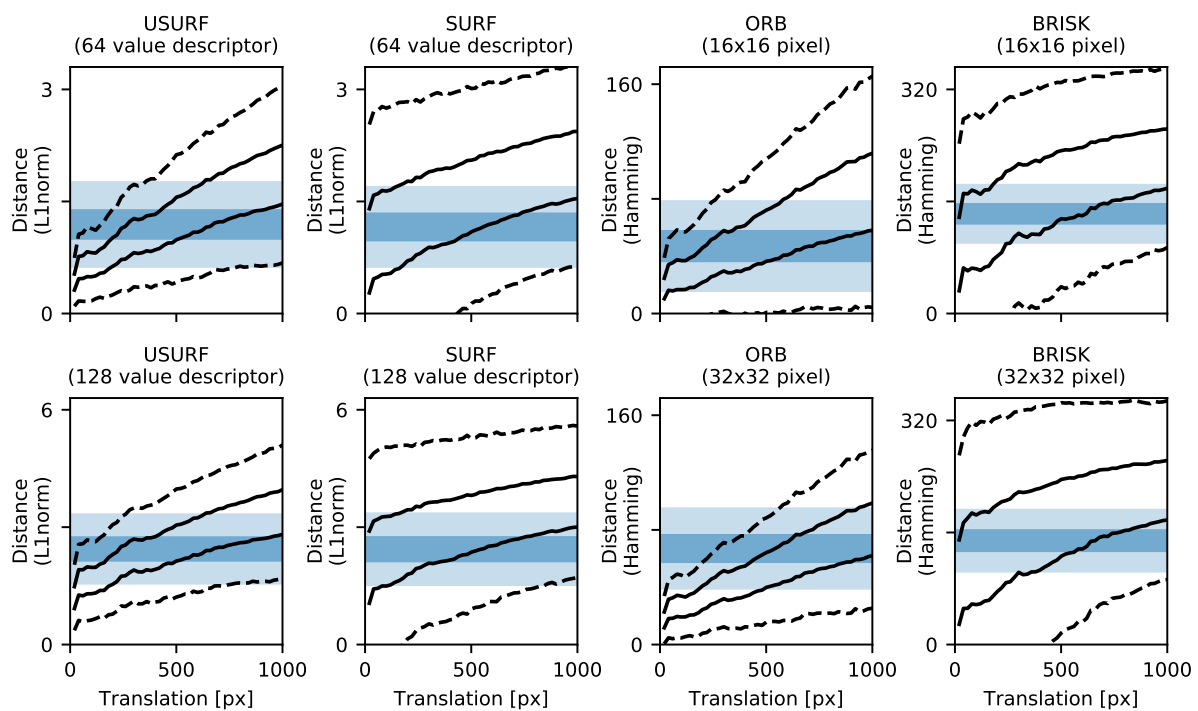 USURF
(64 value descriptor)
SURF
(64 value descriptor)
ORB
(16x16 pixel)
BRISK
(16x16 pixel)
Distance
(L1norm)
3
0
Distance
(L1norm)
3
0
Distance
(Hamming)
160
0
Distance
(Hamming)
320
0
USURF
(128 value descriptor)
SURF
(128 value descriptor)
ORB
(32x32 pixel)
BRISK
(32x32 pixel)
Distance
(L1norm)
6
0
Distance
(L1norm)
6
0
Distance
(Hamming)
160
0
Distance
(Hamming)
320
0
0 500 1000
0 500 1000
0 500 1000
0 500 1000
Translation [px]
Translation [px]
Translation [px]
Translation [px]